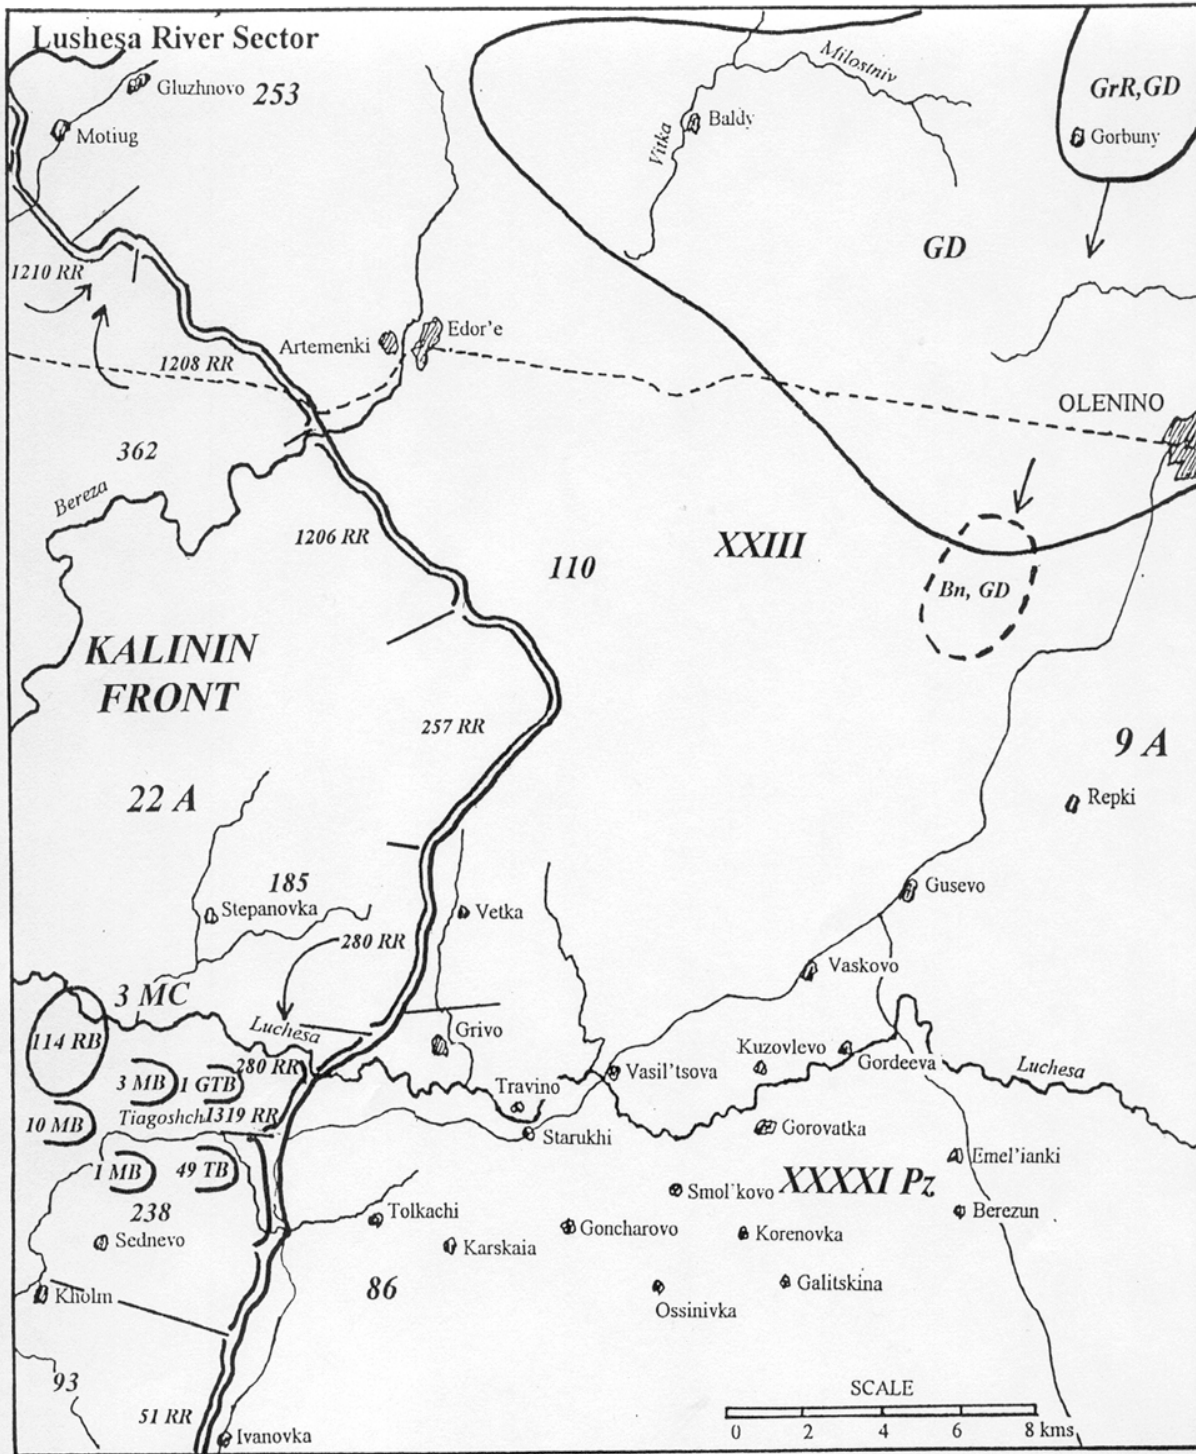 Lushesa River Sector
Gluzhnovo
253
Motiug
Milostniv
Baldy
Vitka
GrR, GD
Gorbuny
GD
1210 RR
1208 RR
Artemenki
Edor'e
OLENINO
362
Bereza
1206 RR
110
XXIII
Bn, GD
KALININ
FRONT
257 RR
9 A
22 A
Repki
185
Stepanovka
Vetka
Gusevo
280 RR
Vaskovo
3 MC
Luchesa
Grivo
114 RB
280 RR
Kuzovlevo
Gordeeva
Luchesa
3 MB
1 GTB
Vasil'tsova
Travino
10 MB
Tiagoshch
1319 RR
Starukhi
Gorovatka
1 MB
49 TB
Emel'ianki
XXXXI Pz
Smol'kovo
238
Tolkachi
Goncharovo
Korenovka
Berezun
Sednevo
Karskaia
86
Galitskina
Kholm
Ossinivka
93
SCALE
51 RR
0 2 4 6 8 kms
Ivanovka